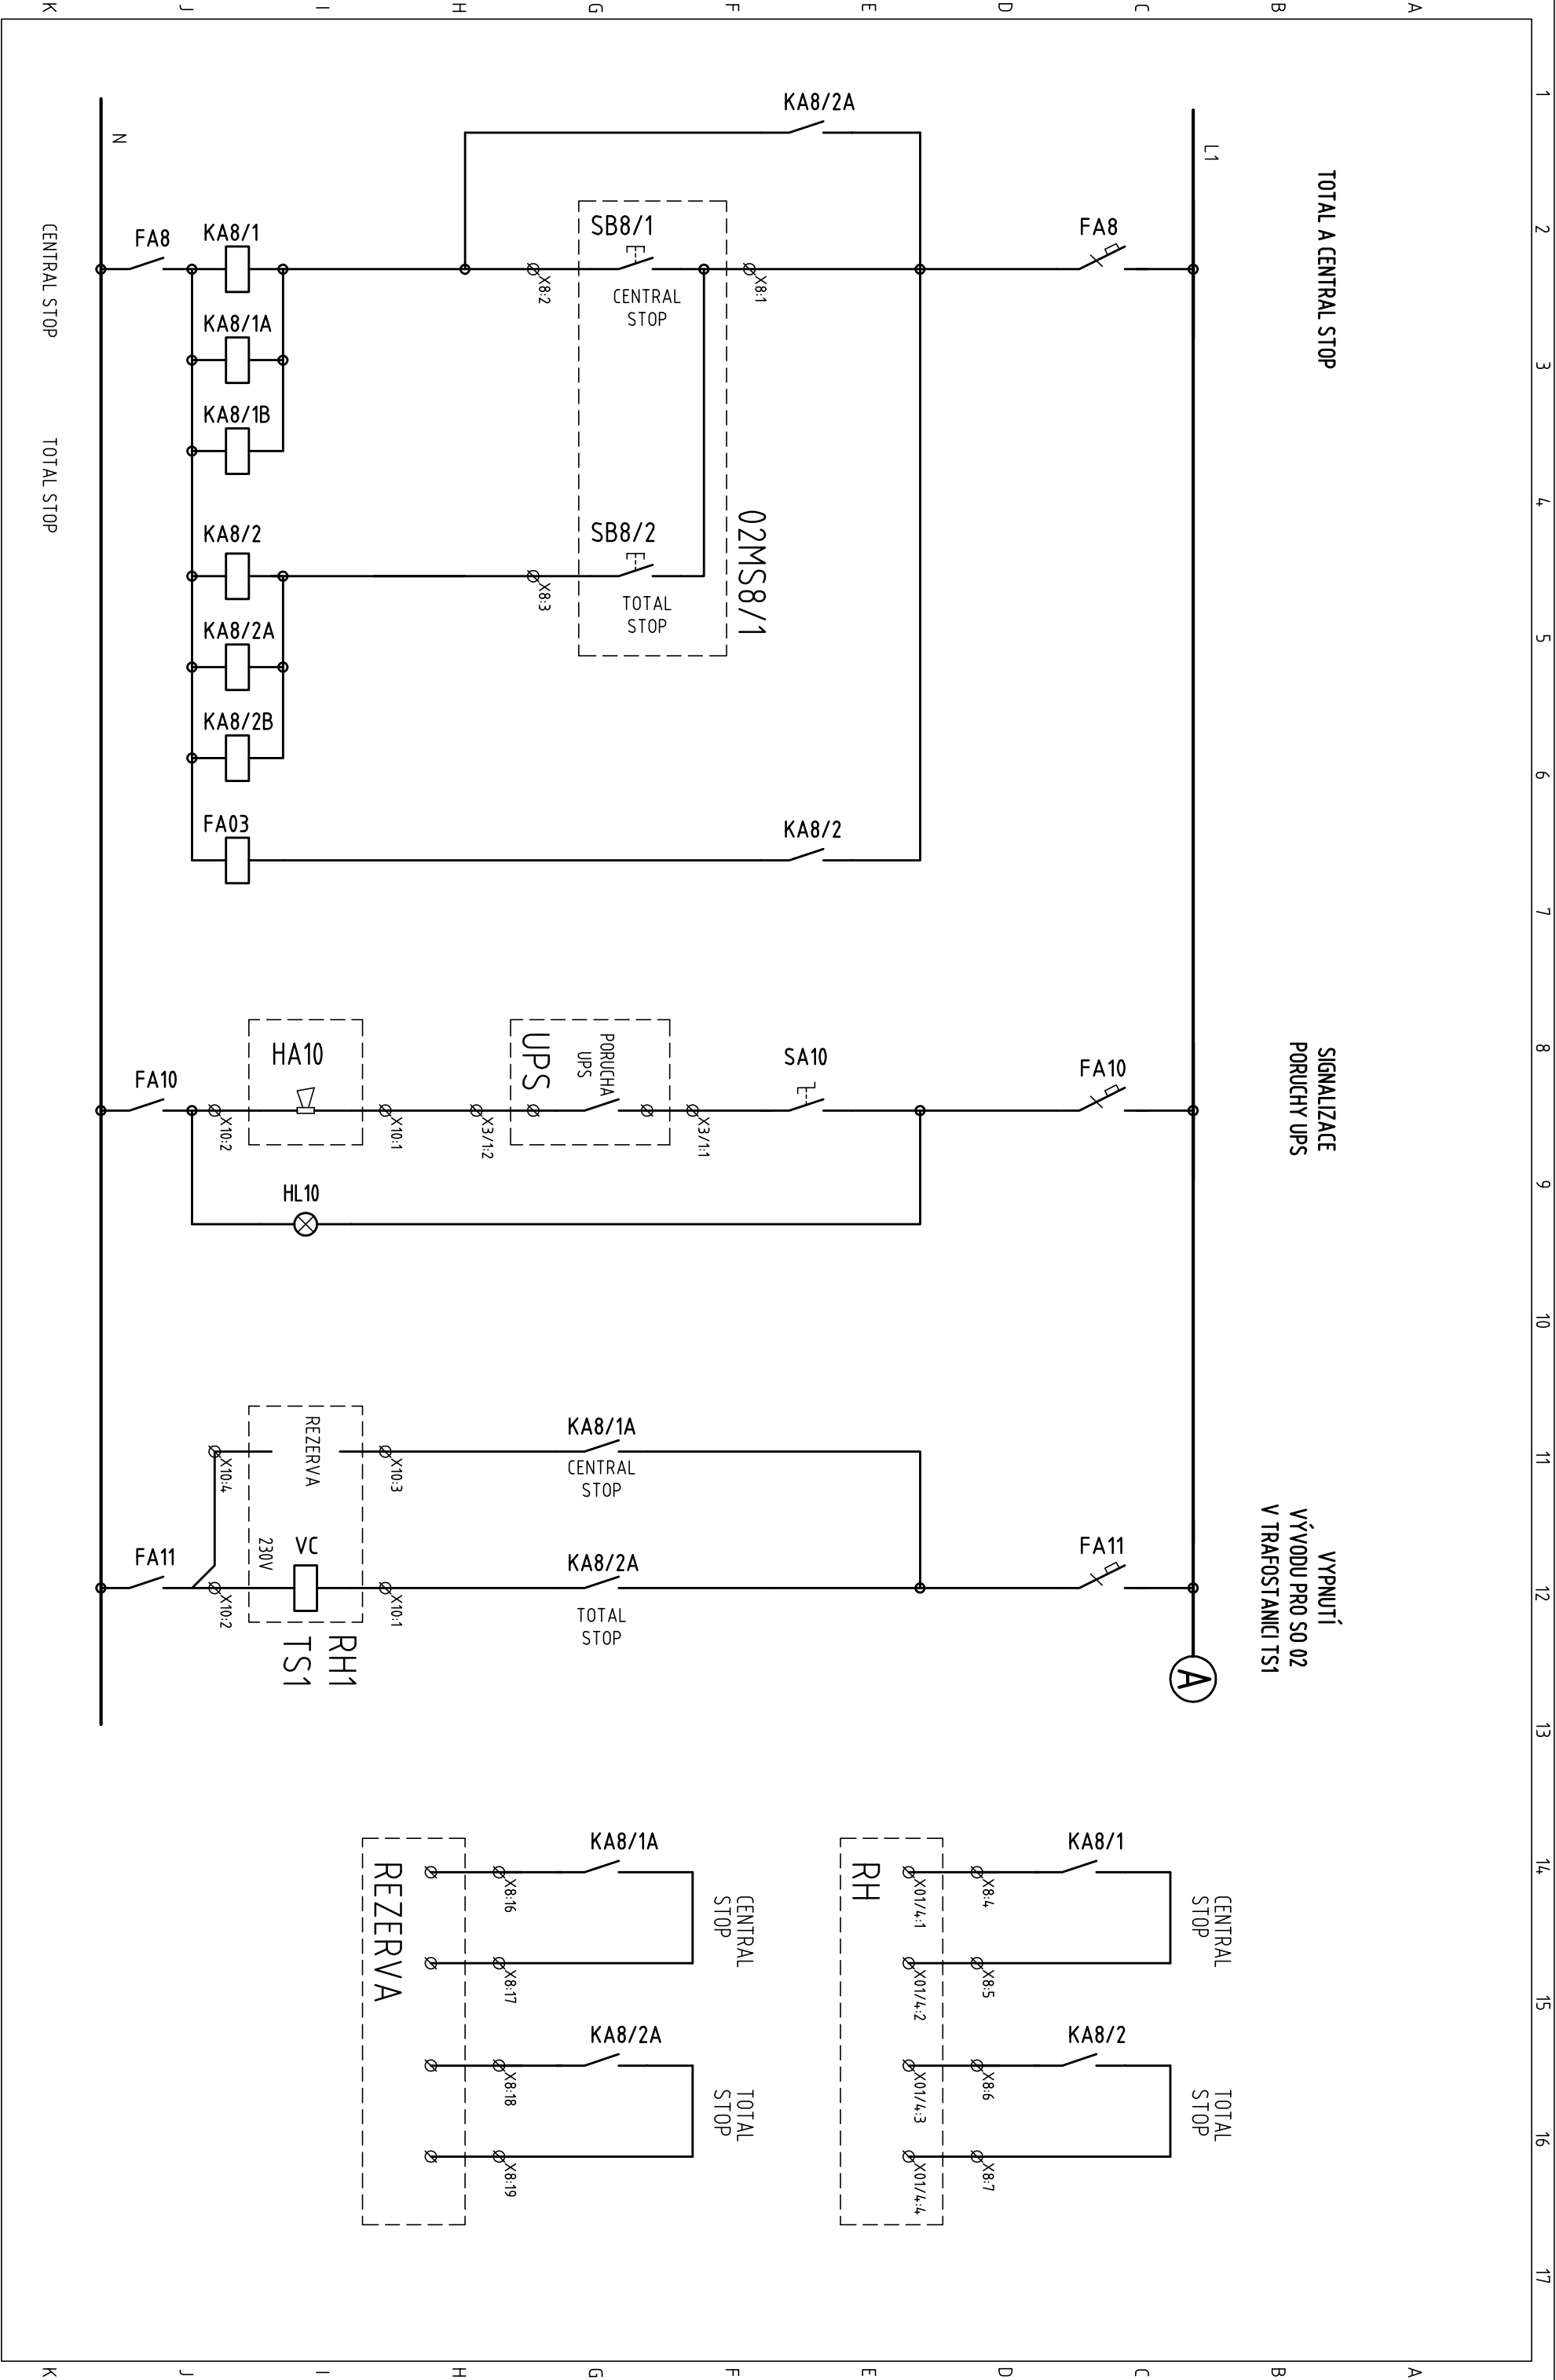 1
2
3
4
5
6
7
8
9
10
11
12
13
14
15
16
17
A
B
C
D
E
F
G
H
I
J
K
A
B
C
D
E
F
G
H
I
J
K
TOTAL A CENTRAL STOP
L1
FA8
KA8/2A
X8:1
02MS8/1
SB8/1
CENTRAL
STOP
SB8/2
TOTAL
STOP
X8:2
X8:3
KA8/2
KA8/1
KA8/1A
KA8/1B
KA8/2
KA8/2A
KA8/2B
FA03
FA8
N
CENTRAL STOP
TOTAL STOP
SIGNALIZACE
PORUCHY UPS
FA10
SA10
X3/1:1
PORUCHA
UPS
UPS
X3/1:2
X10:1
HA10
X10:2
HL10
FA10
VYPNUTÍ
VÝVODU PRO SO 02
V TRAFOSTANICI TS1
A
FA11
KA8/1A
CENTRAL
STOP
KA8/2A
TOTAL
STOP
X10:3
X10:1
REZERVA
VC
230V
RH1
TS1
X10:4
X10:2
FA11
CENTRAL
STOP
KA8/1
X8:4
X8:5
X01/4:1
X01/4:2
TOTAL
STOP
KA8/2
X8:6
X8:7
X01/4:3
X01/4:4
RH
CENTRAL
STOP
KA8/1A
X8:16
X8:17
TOTAL
STOP
KA8/2A
X8:18
X8:19
REZERVA